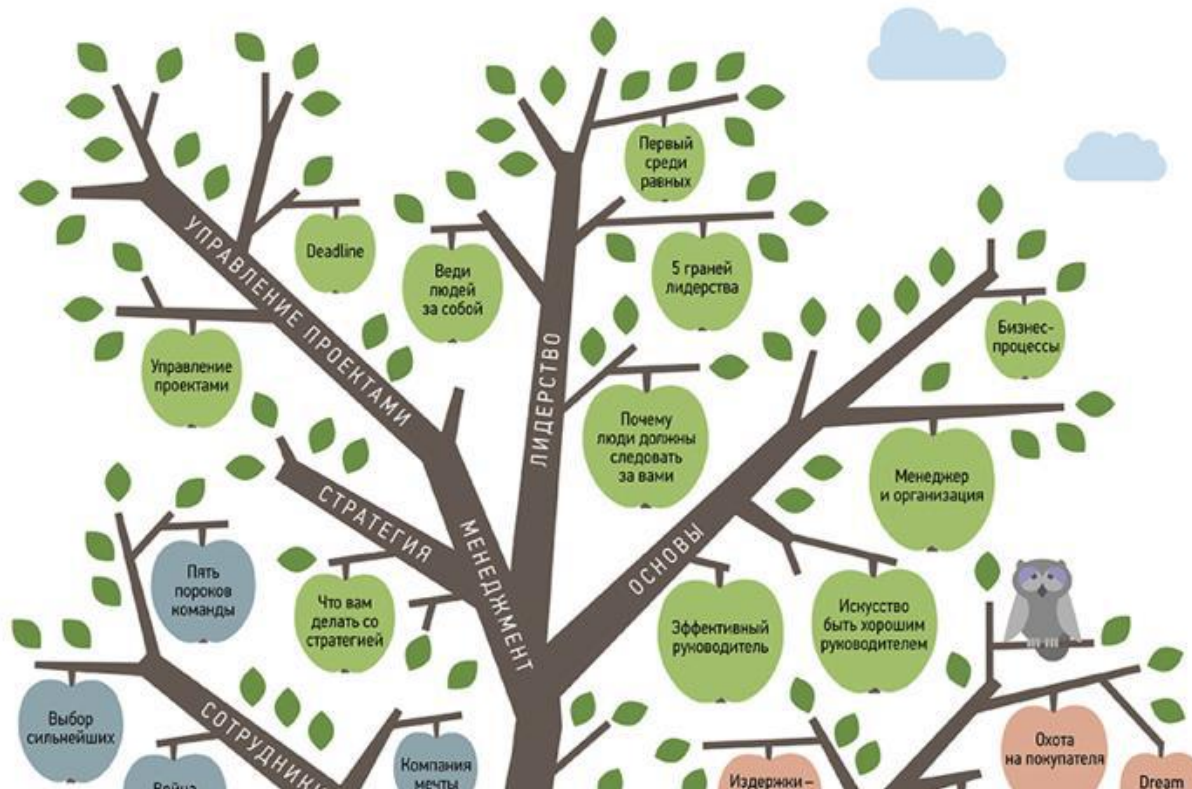 Первый
среди
равных
Deadline
Веди
людей
за собой
5 граней
лидерства
Бизнес-
процессы
УПРАВЛЕНИЕ ПРОЕКТАМИ
Управление
проектами
ЛИДЕРСТВО
Почему
люди должны
следовать
за вами
Менеджер
и организация
СТРАТЕГИЯ
МЕНЕДЖМЕНТ
ОСНОВЫ
Пять
пороков
команды
Что вам
делать со
стратегией
Эффективный
руководитель
Искусство
быть хорошим
руководителем
Выбор
сильнейших
СОТРУДНИКИ
Война
Компания
мечты
Охота
на покупателя
Издержки –
Dream